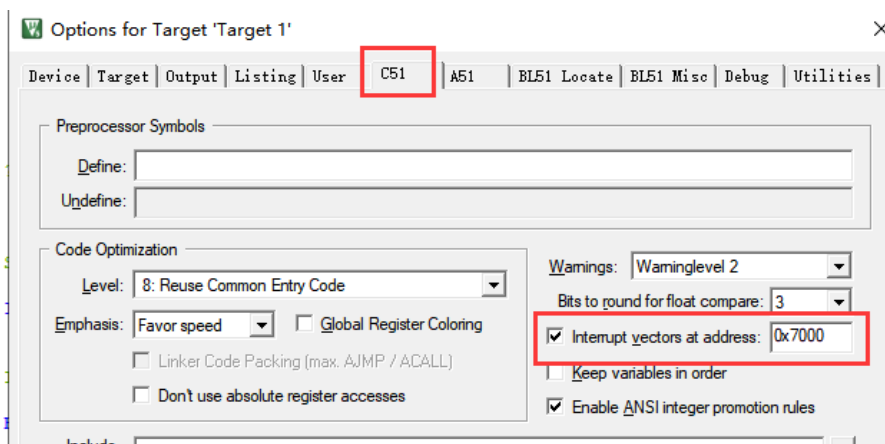 Options for Target 'Target 1'
Device Target Output Listing User C51 A51 BL51 Locate BL51 Misc Debug Utilities
Preprocessor Symbols
Define:
Undefine:
Code Optimization
Level: 8: Reuse Common Entry Code
Emphasis: Favor speed Global Register Coloring
Linker Code Packing (max. AJMP / ACALL)
Don't use absolute register accesses
Warnings: Warninglevel 2
Bits to round for float compare: 3
Interrupt vectors at address: 0x7000
Keep variables in order
Enable ANSI integer promotion rules